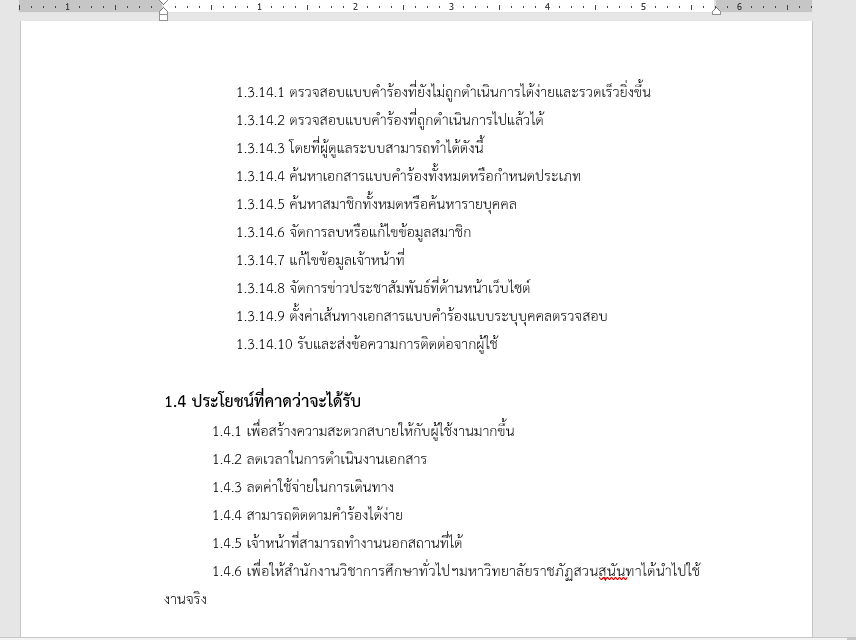 1 1 2 3 4 5 6
1.3.14.1 ตรวจสอบแบบคำร้องที่ยังไม่ถูกดำเนินการได้ง่ายและรวดเร็วยิ่งขึ้น
1.3.14.2 ตรวจสอบแบบคำร้องที่ถูกดำเนินการไปแล้วได้
1.3.14.3 โดยที่ผู้ดูแลระบบสามารถทำได้ดังนี้
1.3.14.4 ค้นหาเอกสารแบบคำร้องทั้งหมดหรือกำหนดประเภท
1.3.14.5 ค้นหาสมาชิกทั้งหมดหรือค้นหารายบุคคล
1.3.14.6 จัดการลบหรือแก้ไขข้อมูลสมาชิก
1.3.14.7 แก้ไขข้อมูลเจ้าหน้าที่
1.3.14.8 จัดการข่าวประชาสัมพันธ์ที่ด้านหน้าเว็บไซต์
1.3.14.9 ตั้งค่าเส้นทางเอกสารแบบคำร้องแบบระบุบุคคลตรวจสอบ
1.3.14.10 รับและส่งข้อความการติดต่อจากผู้ใช้
1.4 ประโยชน์ที่คาดว่าจะได้รับ
1.4.1 เพื่อสร้างความสะดวกสบายให้กับผู้ใช้งานมากขึ้น
1.4.2 ลดเวลาในการดำเนินงานเอกสาร
1.4.3 ลดค่าใช้จ่ายในการเดินทาง
1.4.4 สามารถติดตามคำร้องได้ง่าย
1.4.5 เจ้าหน้าที่สามารถทำงานนอกสถานที่ได้
1.4.6 เพื่อให้สำนักงานวิชาการศึกษาทั่วไปฯมหาวิทยาลัยราชภัฏสวนสุนันทาได้นำไปใช้
งานจริง